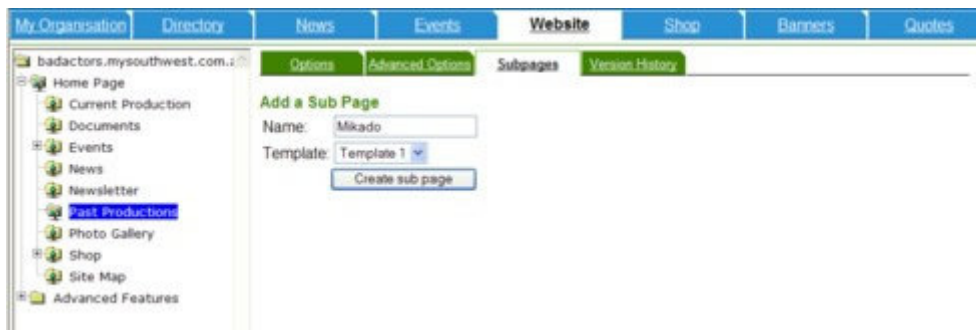 My Organisation Directory News Events Website Shop Banners Quotes
badactors.mysouthwest.com.a
Home Page
Current Production
Documents
Events
News
Newsletter
Past Productions
Photo Gallery
Shop
Site Map
Advanced Features
Options Advanced Options Subpages Version History
Add a Sub Page
Name: Mikado
Template: Template 1
Create sub page